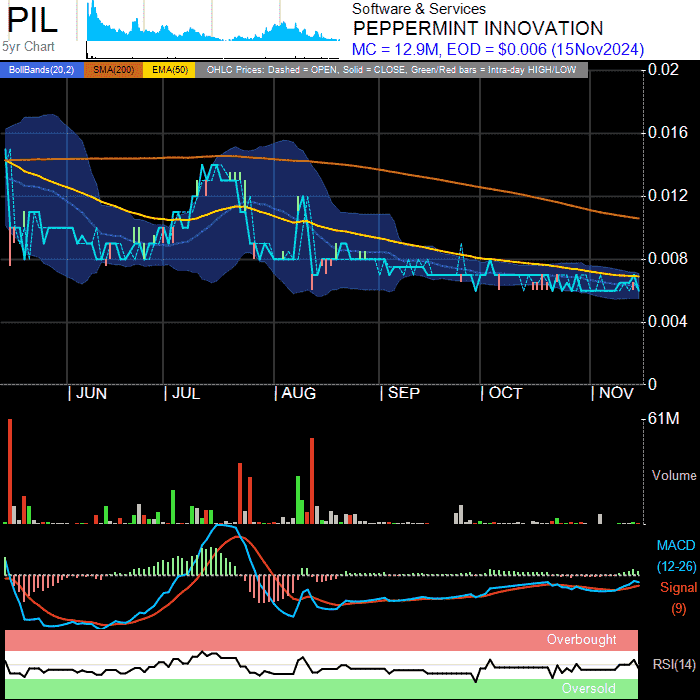 PIL
5yr Chart
Software & Services
PEPPERMINT INNOVATION
MC = 12.9M, EOD = $0.006 (15Nov2024)
BollBands(20,2) SMA(200) EMA(50) OHLC Prices: Dashed = OPEN, Solid = CLOSE, Green/Red bars = Intra-day HIGH/LOW
0.02
0.016
0.012
0.008
0.004
0
| JUN | JUL | AUG | SEP | OCT | NOV
61M
Volume
MACD
(12-26)
Signal
(9)
Overbought
RSI(14)
Oversold